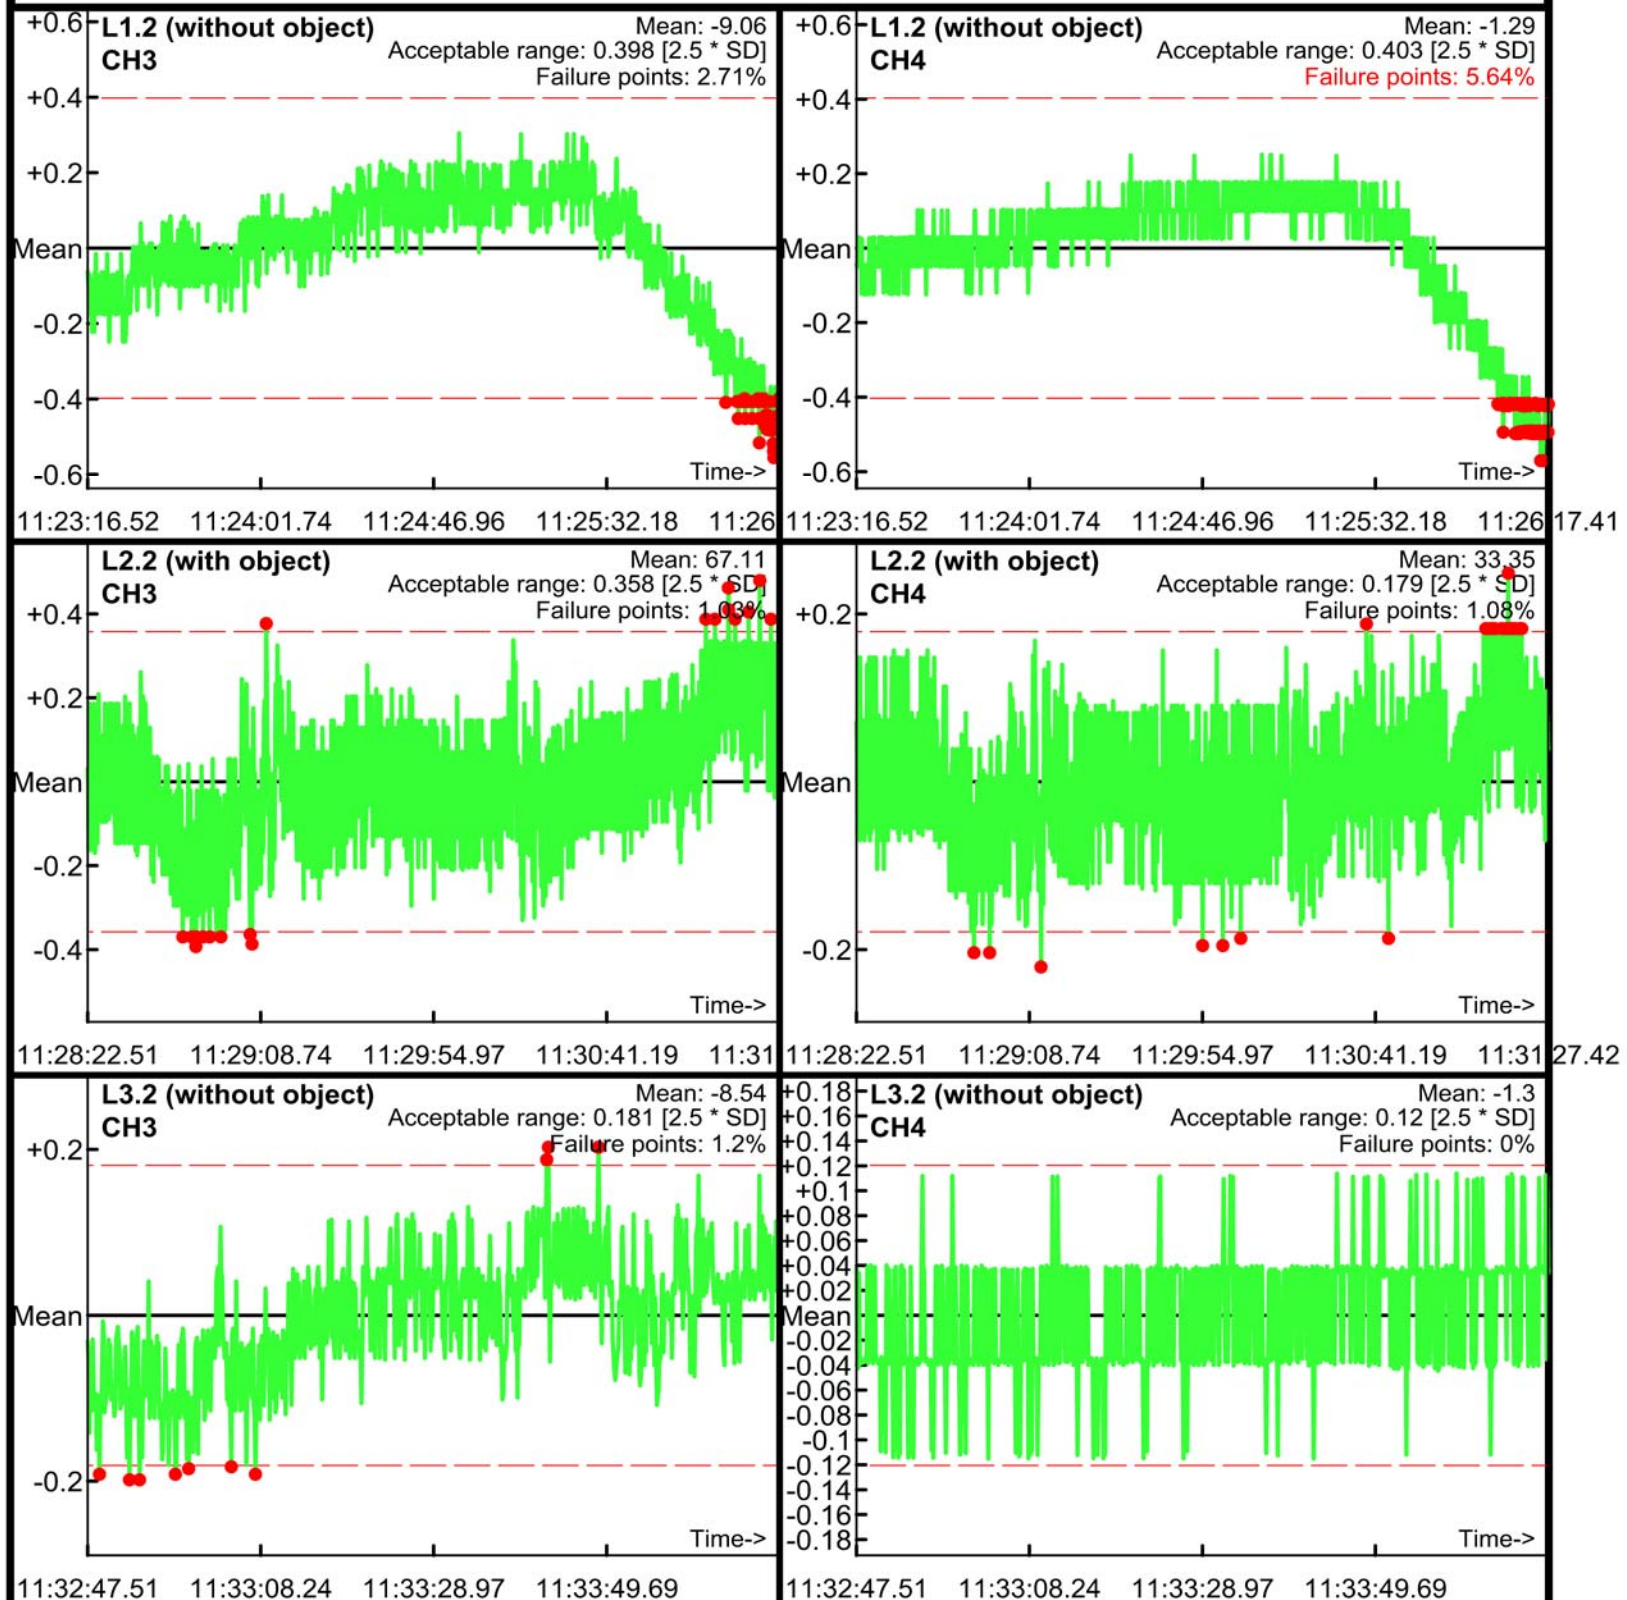 L1.2 (without object)
CH3
Mean: -9.06
Acceptable range: 0.398 [2.5 * SD]
Failure points: 2.71%
+0.6
+0.4
+0.2
Mean
-0.2
-0.4
-0.6
Time->
11:23:16.52 11:24:01.74 11:24:46.96 11:25:32.18 11:26
L1.2 (without object)
CH4
Mean: -1.29
Acceptable range: 0.403 [2.5 * SD]
Failure points: 5.64%
+0.6
+0.4
+0.2
Mean
-0.2
-0.4
-0.6
Time->
11:23:16.52 11:24:01.74 11:24:46.96 11:25:32.18 11:26:17.41
L2.2 (with object)
CH3
Mean: 67.11
Acceptable range: 0.358 [2.5 * SD]
Failure points: 1.03%
+0.4
+0.2
Mean
-0.2
-0.4
Time->
11:28:22.51 11:29:08.74 11:29:54.97 11:30:41.19 11:31
L2.2 (with object)
CH4
Mean: 33.35
Acceptable range: 0.179 [2.5 * SD]
Failure points: 1.08%
+0.2
Mean
-0.2
Time->
11:28:22.51 11:29:08.74 11:29:54.97 11:30:41.19 11:31:27.42
L3.2 (without object)
CH3
Mean: -8.54
Acceptable range: 0.181 [2.5 * SD]
Failure points: 1.2%
+0.2
Mean
-0.2
Time->
11:32:47.51 11:33:08.24 11:33:28.97 11:33:49.69
L3.2 (without object)
CH4
Mean: -1.3
Acceptable range: 0.12 [2.5 * SD]
Failure points: 0%
+0.18
+0.16
+0.14
+0.12
+0.1
+0.08
+0.06
+0.04
+0.02
Mean
-0.02
-0.04
-0.06
-0.08
-0.1
-0.12
-0.14
-0.16
-0.18
Time->
11:32:47.51 11:33:08.24 11:33:28.97 11:33:49.69